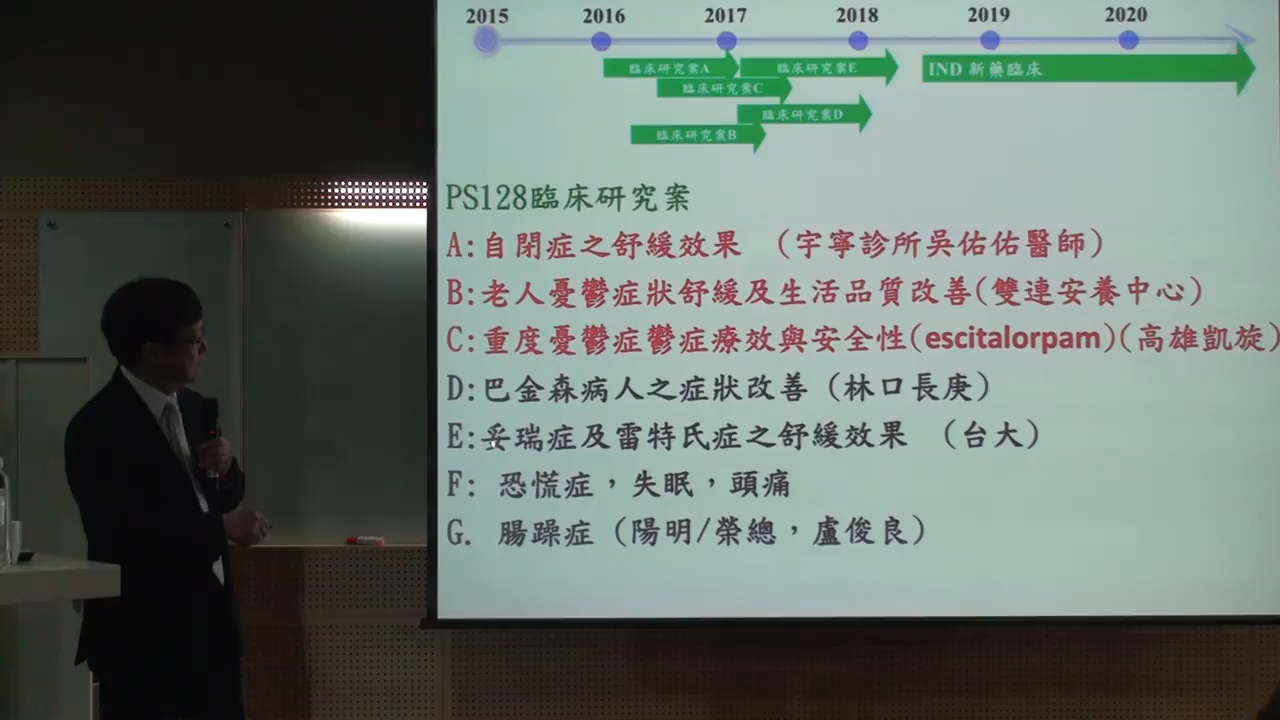 2015 2016 2017 2018 2019 2020
臨床研究案A 臨床研究案E IND 新藥臨床
臨床研究案C
臨床研究案D
臨床研究案B
PS128臨床研究案
A:自閉症之舒緩效果 (宇寧診所吳佑佑醫師)
B:老人憂鬱症狀舒緩及生活品質改善(雙連安養中心)
C:重度憂鬱症鬱症療效與安全性(escitalorpam)(高雄凱旋)
D:巴金森病人之症狀改善 (林口長庚)
E:妥瑞症及雷特氏症之舒緩效果 (台大)
F: 恐慌症，失眠，頭痛
G. 腸躁症 (陽明/榮總，盧俊良)